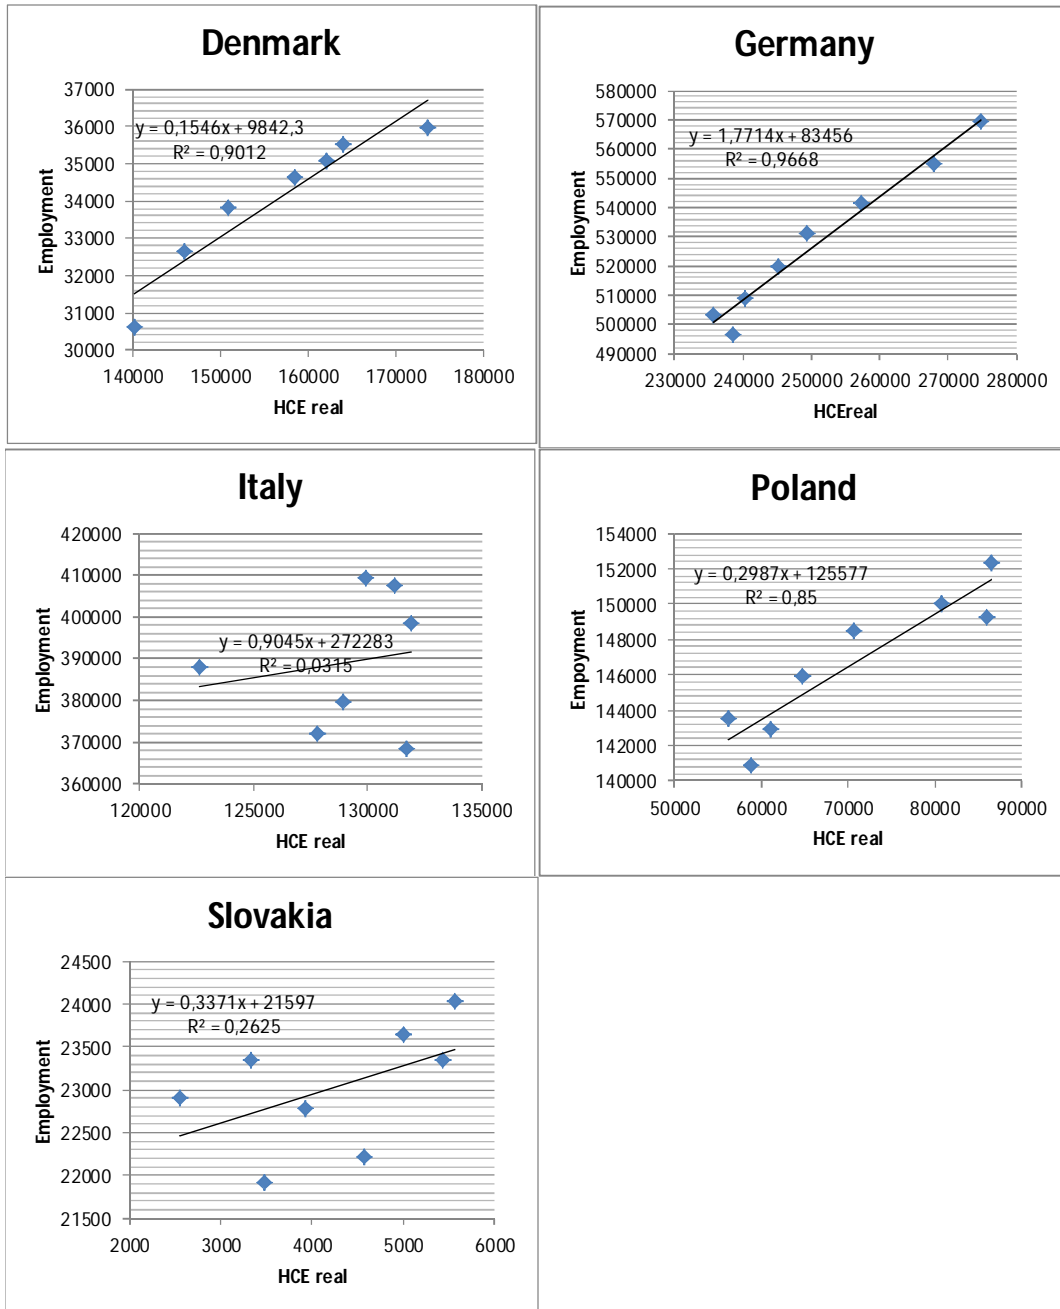 Denmark
37000
36000
35000
34000
33000
32000
31000
30000
Employment
y = 0,1546x + 9842,3
R² = 0,9012
140000 150000 160000 170000 180000
HCE real
Germany
580000
570000
560000
550000
540000
530000
520000
510000
500000
490000
Employment
y = 1,7714x + 83456
R² = 0,9668
230000 240000 250000 260000 270000 280000
HCEreal
Italy
420000
410000
400000
390000
380000
370000
360000
Employment
y = 0,9045x + 272283
R² = 0,0315
120000 125000 130000 135000
HCE real
Poland
154000
152000
150000
148000
146000
144000
142000
140000
Empoyment
y = 0,2987x + 125577
R² = 0,85
50000 60000 70000 80000 90000
HCE real
Slovakia
24500
24000
23500
23000
22500
22000
21500
Employment
y = 0,3371x + 21597
R² = 0,2625
2000 3000 4000 5000 6000
HCE real